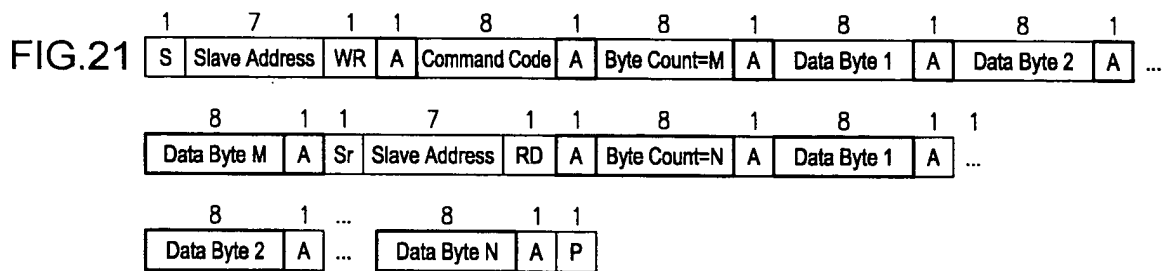 1 7 1 1 8 1 8 1 8 1 8 1
FIG.21 S Slave Address WR A Command Code A Byte Count=M A Data Byte 1 A Data Byte 2 A ...
8 1 1 7 1 1 8 1 8 1 1
Data Byte M A Sr Slave Address RD A Byte Count=N A Data Byte 1 A ...
8 1 ... 8 1 1
Data Byte 2 A ... Data Byte N A P